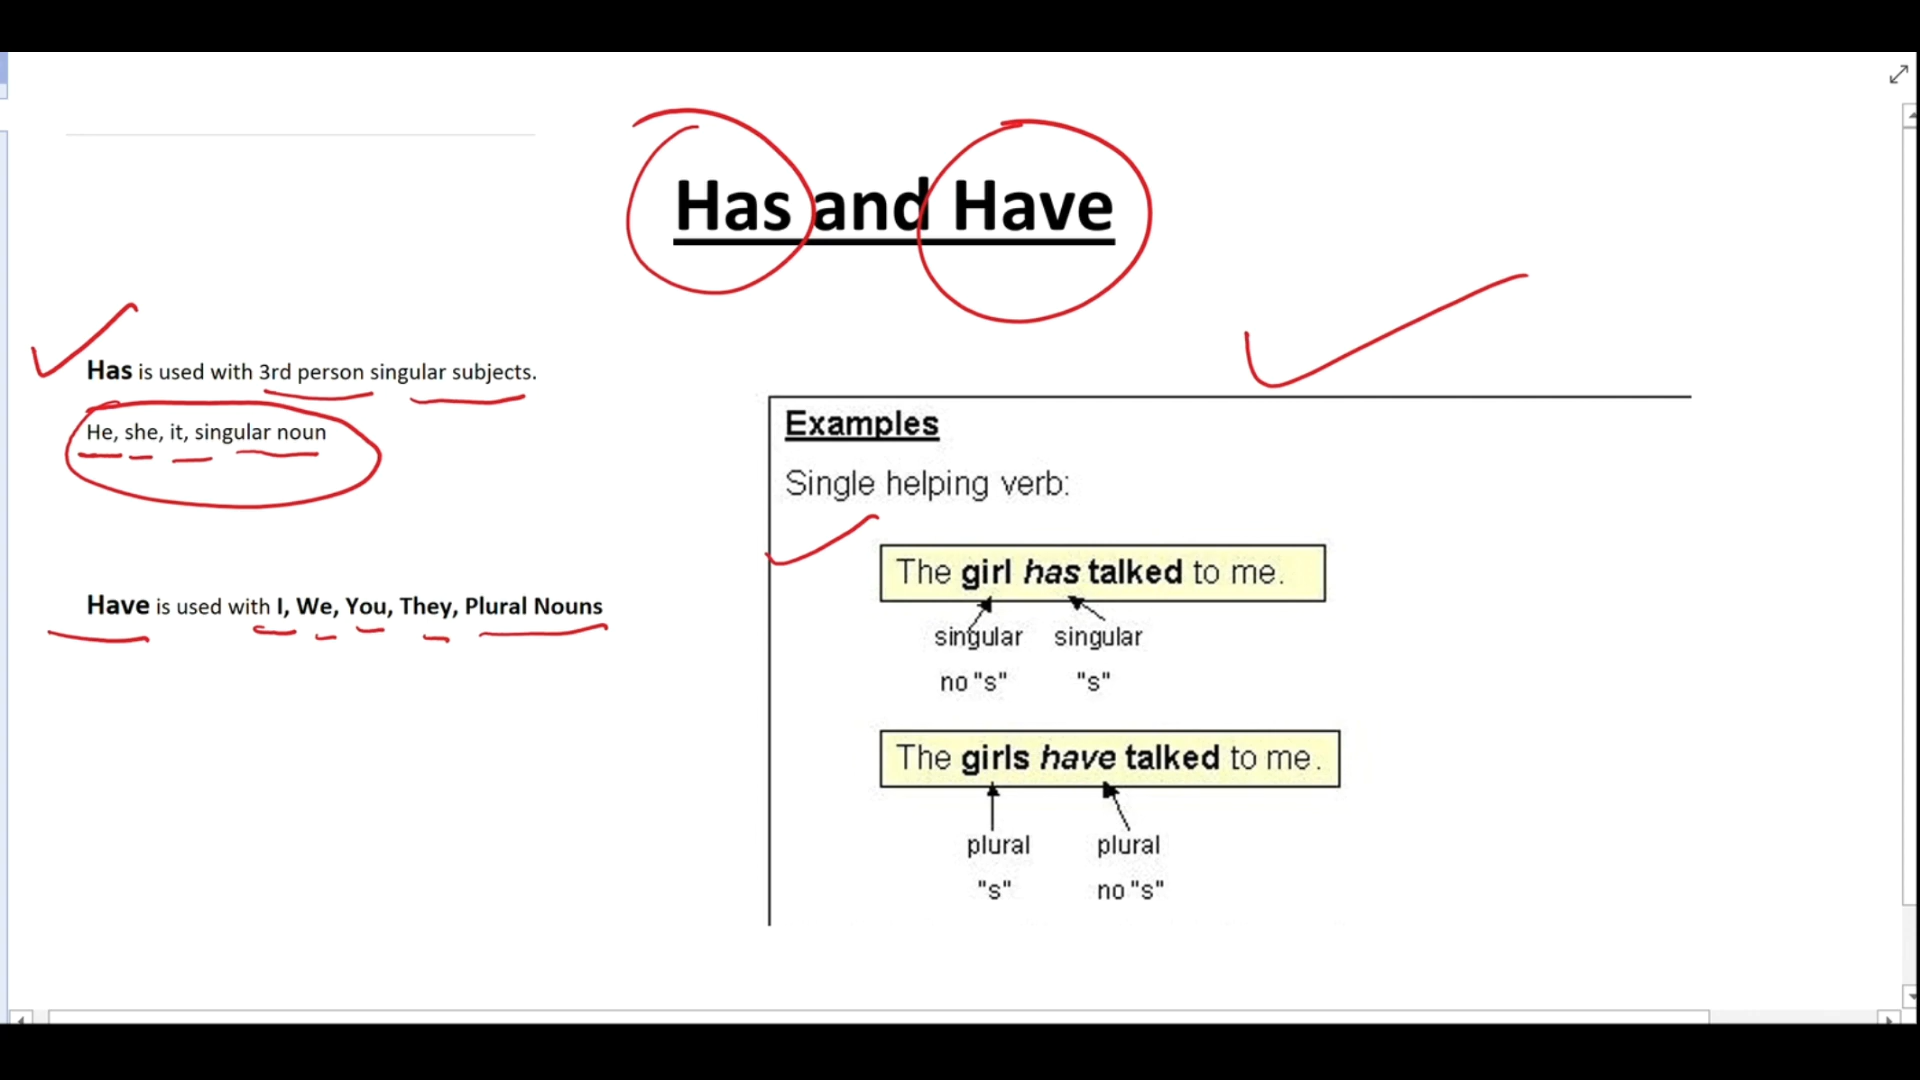 Has and Have
Has is used with 3rd person singular subjects.
He, she, it, singular noun
Have is used with I, We, You, They, Plural Nouns
Examples
Single helping verb:
The girl has talked to me.
singular singular
no "s" "s"
The girls have talked to me.
plural plural
"s" no "s"